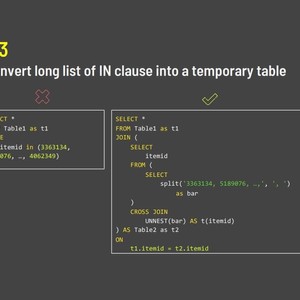 3
nvert long list of IN clause into a temporary table
CT *
Table1 as t1
E
itemid in (3363134,
076, …, 4062349)
SELECT *
FROM Table1 as t1
JOIN (
SELECT
itemid
FROM (
SELECT
split('3363134, 5189076, …,', ', ')
as bar
)
CROSS JOIN
UNNEST(bar) AS t(itemid)
) AS Table2 as t2
ON
t1.itemid = t2.itemid